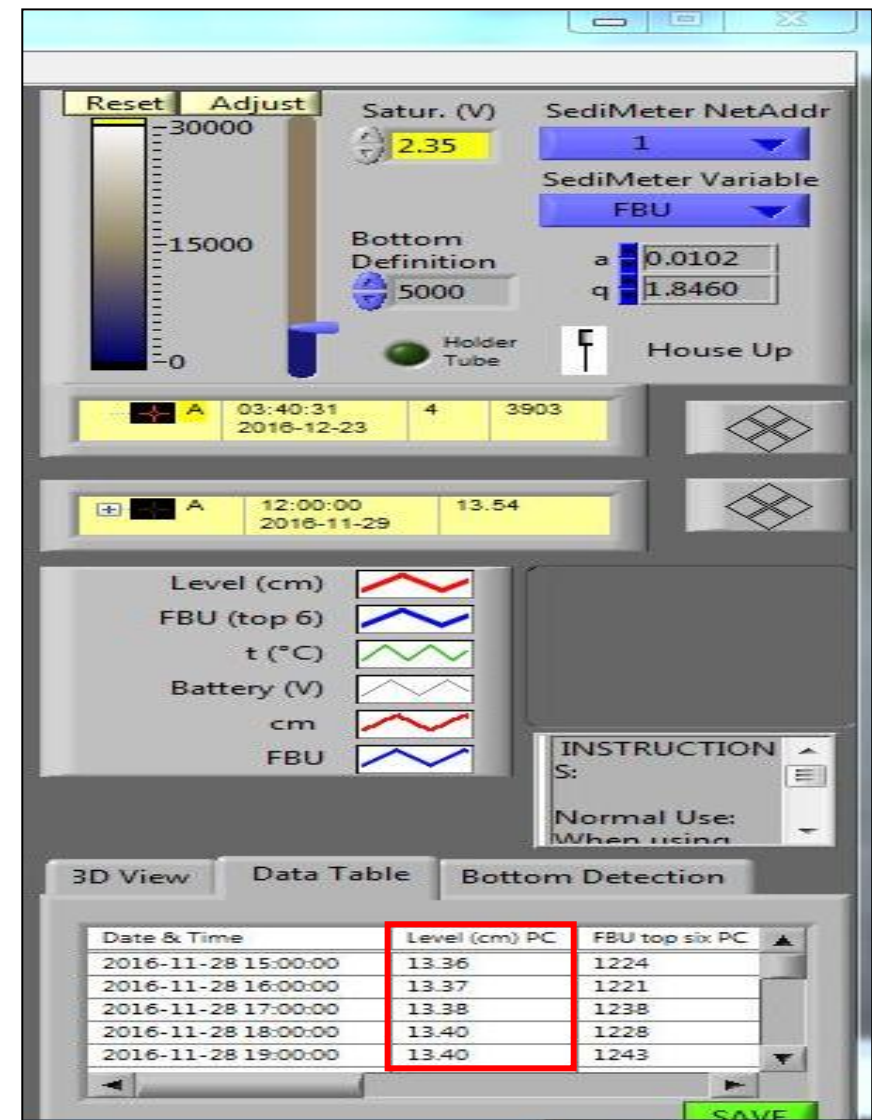 Reset Adjust
30000
15000
0
Satur. (V)
2.35
SediMeter NetAddr
1
SediMeter Variable
FBU
Bottom
Definition
5000
a 0.0102
q 1.8460
Holder
Tube
House Up
A 03:40:31 4 3903
2016-12-23
A 12:00:00 13.54
2016-11-29
Level (cm)
FBU (top 6)
t (°C)
Battery (V)
cm
FBU
INSTRUCTION
S:
Normal Use:
When using
3D View Data Table Bottom Detection
Date & Time Level (cm) PC FBU top six PC
2016-11-28 15:00:00 13.36 1224
2016-11-28 16:00:00 13.37 1221
2016-11-28 17:00:00 13.38 1238
2016-11-28 18:00:00 13.40 1228
2016-11-28 19:00:00 13.40 1243
SAVE